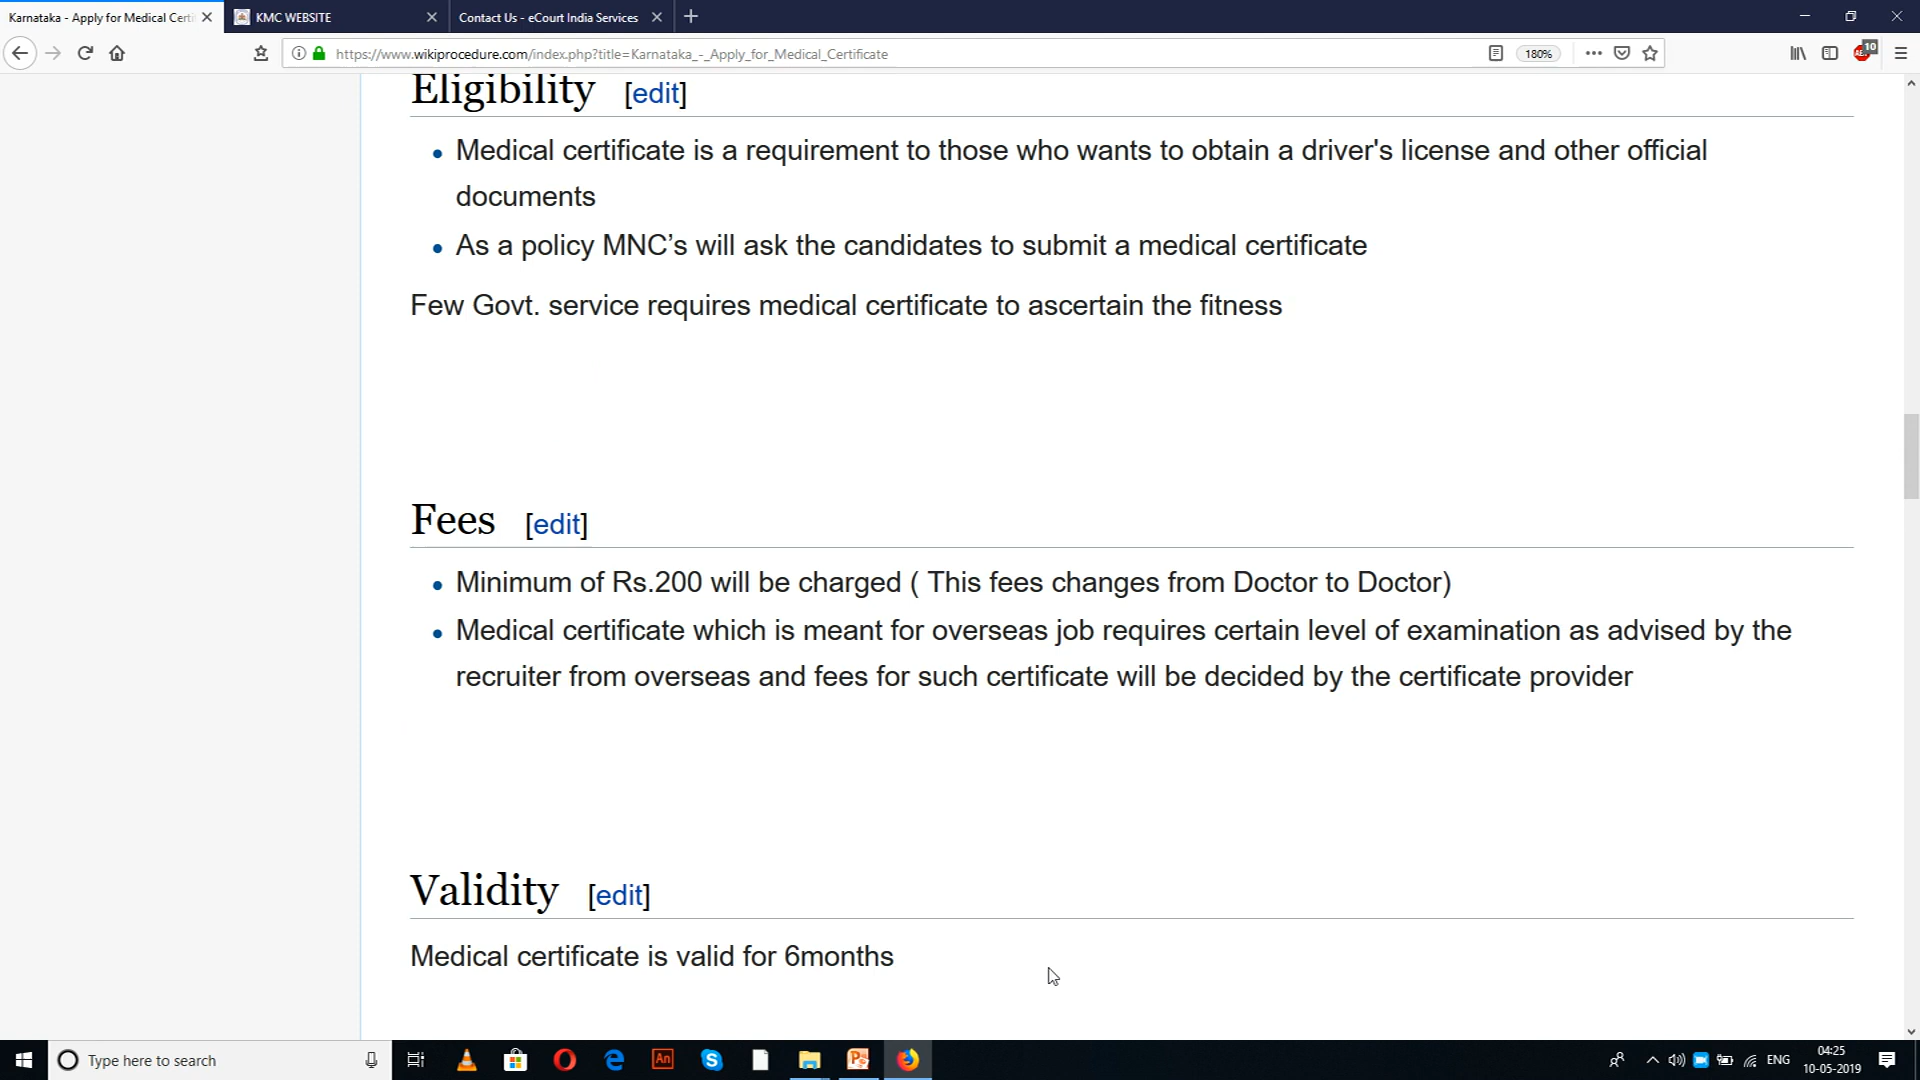 Karnataka - Apply for Medical Certi
KMC WEBSITE
Contact Us - eCourt India Services
https://www.wikiprocedure.com/index.php?title=Karnataka_-_Apply_for_Medical_Certificate
180%
10
Eligibility [edit]
Medical certificate is a requirement to those who wants to obtain a driver's license and other official
documents
As a policy MNC’s will ask the candidates to submit a medical certificate
Few Govt. service requires medical certificate to ascertain the fitness
Fees [edit]
Minimum of Rs.200 will be charged ( This fees changes from Doctor to Doctor)
Medical certificate which is meant for overseas job requires certain level of examination as advised by the
recruiter from overseas and fees for such certificate will be decided by the certificate provider
Validity [edit]
Medical certificate is valid for 6months
Type here to search
An
ENG
04:25
10-05-2019